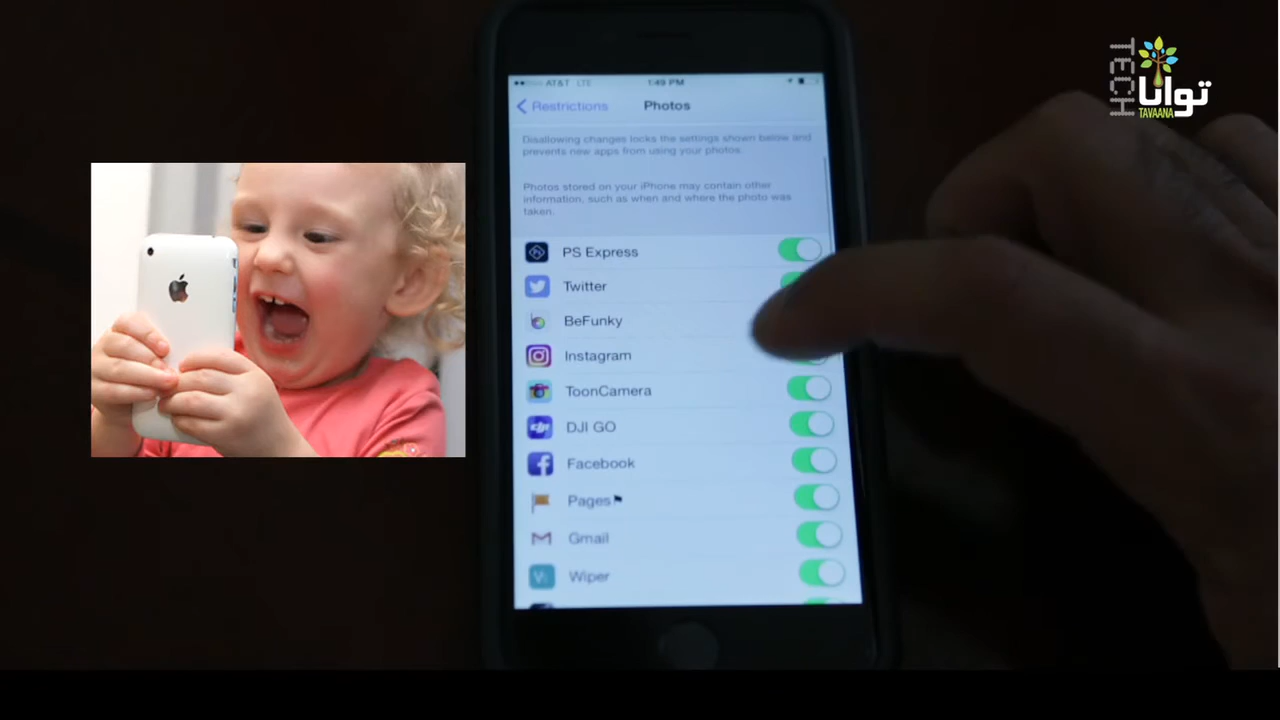 AT&T LTE 1:49 PM
Restrictions Photos
Disallowing changes locks the settings shown below and
prevents new apps from using your photos.
Photos stored on your iPhone may contain other
information, such as when and where the photo was
taken.
PS Express
Twitter
BeFunky
Instagram
ToonCamera
DJI GO
Facebook
Pages
Gmail
Wiper
TECH
توانا
TAVAANA